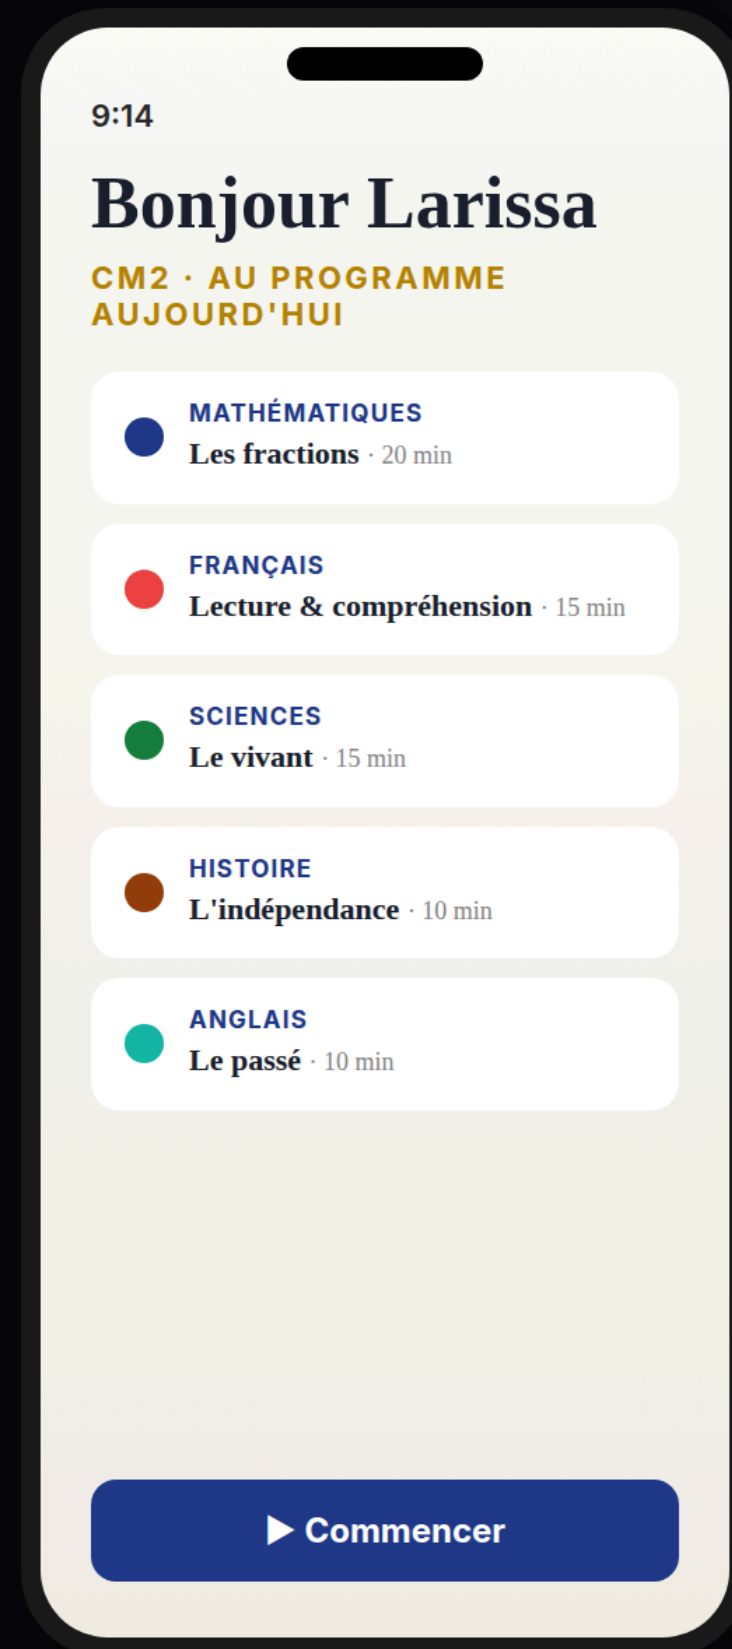 9:14
Bonjour Larissa
CM2 · AU PROGRAMME
AUJOURD'HUI
MATHÉMATIQUES
Les fractions · 20 min
FRANÇAIS
Lecture & compréhension · 15 min
SCIENCES
Le vivant · 15 min
HISTOIRE
L'indépendance · 10 min
ANGLAIS
Le passé · 10 min
▶ Commencer